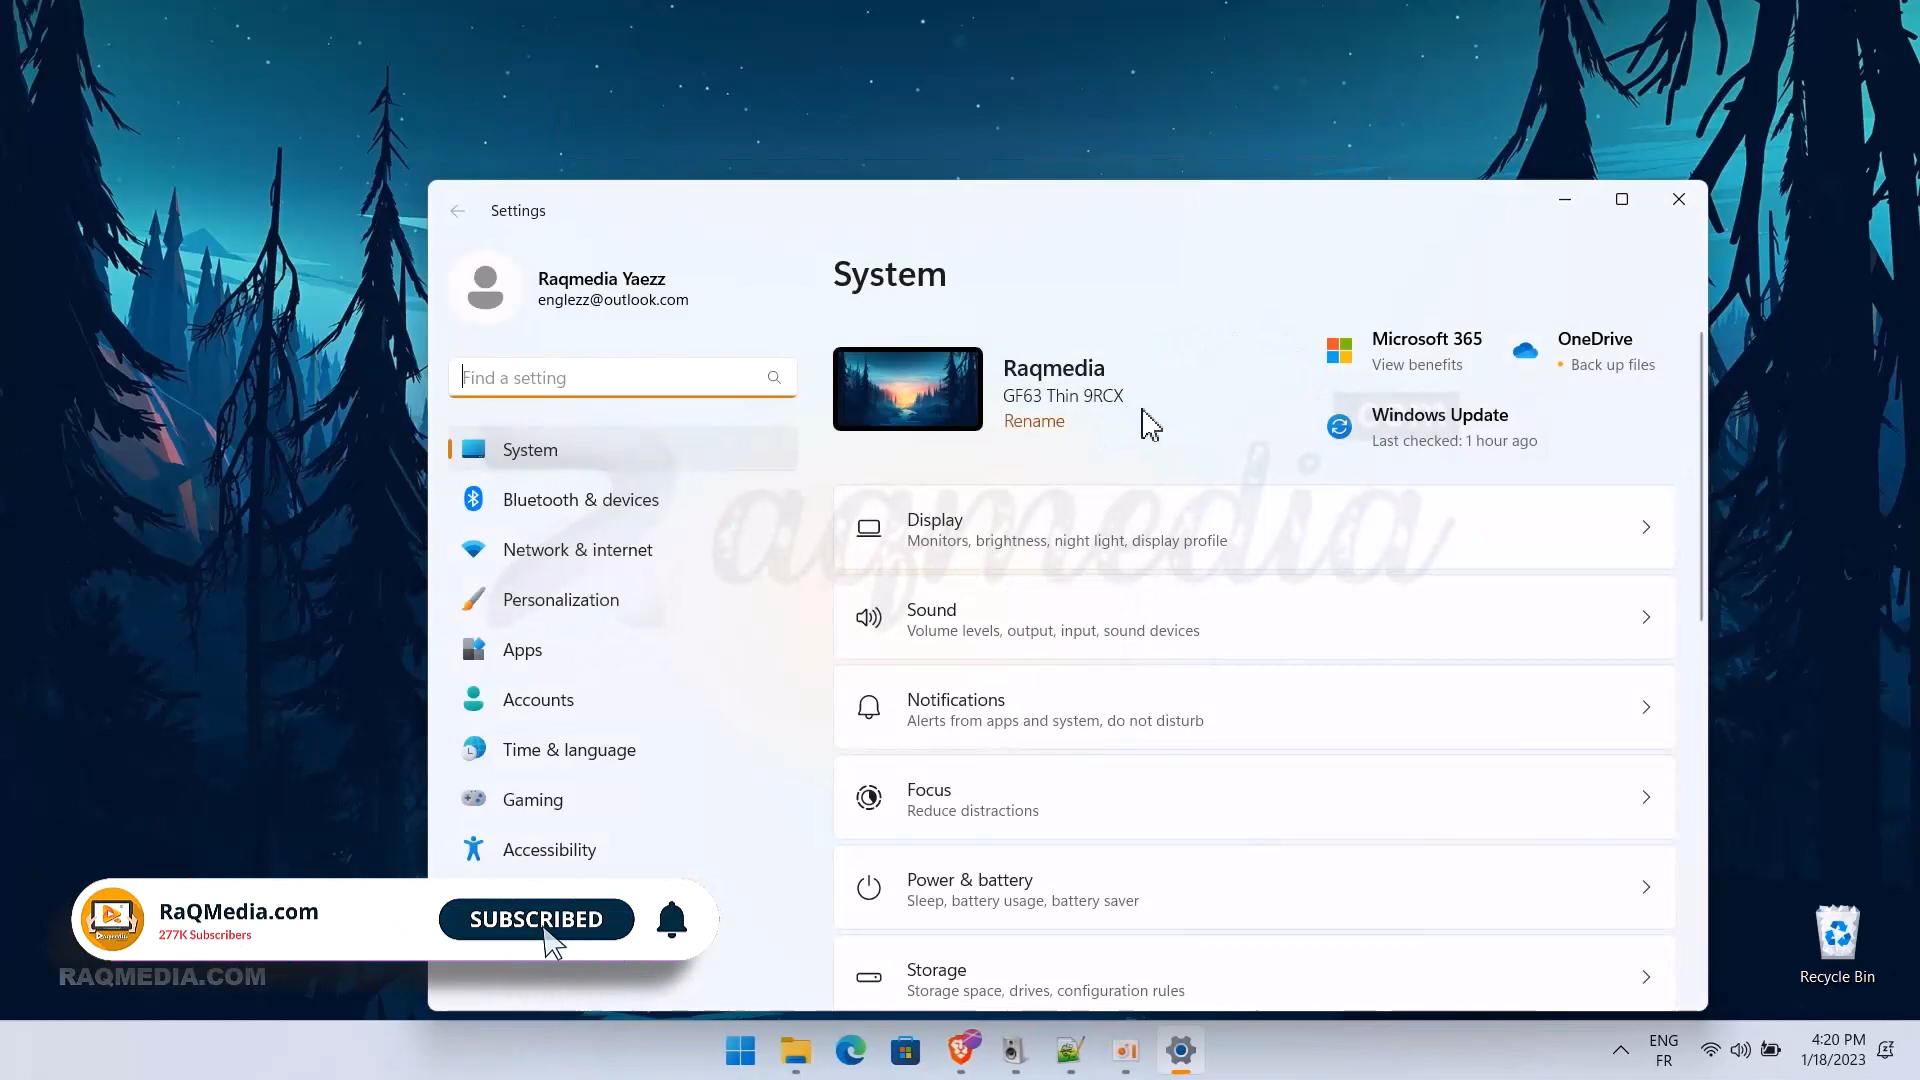 Settings
Raqmedia Yaezz
englezz@outlook.com
Find a setting
System
Bluetooth & devices
Network & internet
Personalization
Apps
Accounts
Time & language
Gaming
Accessibility
System
Raqmedia
GF63 Thin 9RCX
Rename
Microsoft 365
View benefits
OneDrive
• Back up files
Windows Update
Last checked: 1 hour ago
Display
Monitors, brightness, night light, display profile
Sound
Volume levels, output, input, sound devices
Notifications
Alerts from apps and system, do not disturb
Focus
Reduce distractions
Power & battery
Sleep, battery usage, battery saver
Storage
Storage space, drives, configuration rules
Raqmedia
RaQMedia.com
277K Subscribers
SUBSCRIBED
RAQMEDIA.COM
Recycle Bin
ENG
FR
4:20 PM
1/18/2023